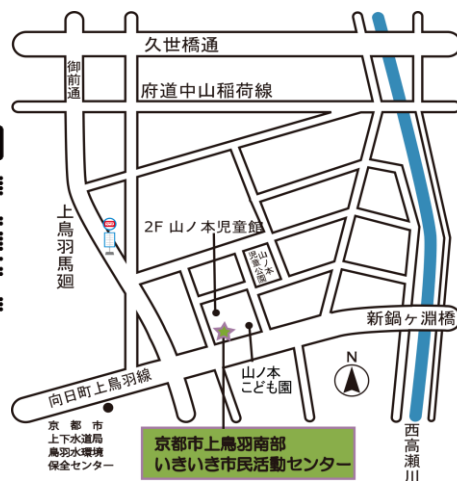 久世橋通
御前通
府道中山稲荷線
上鳥羽馬廻
2F 山ノ本児童館
山ノ本
児童公園
新鍋ヶ淵橋
向日町上鳥羽線
山ノ本
こども園
N
京都市
上下水道局
鳥羽水環境
保全センター
京都市上鳥羽南部
いきいき市民活動センター
西高瀬川